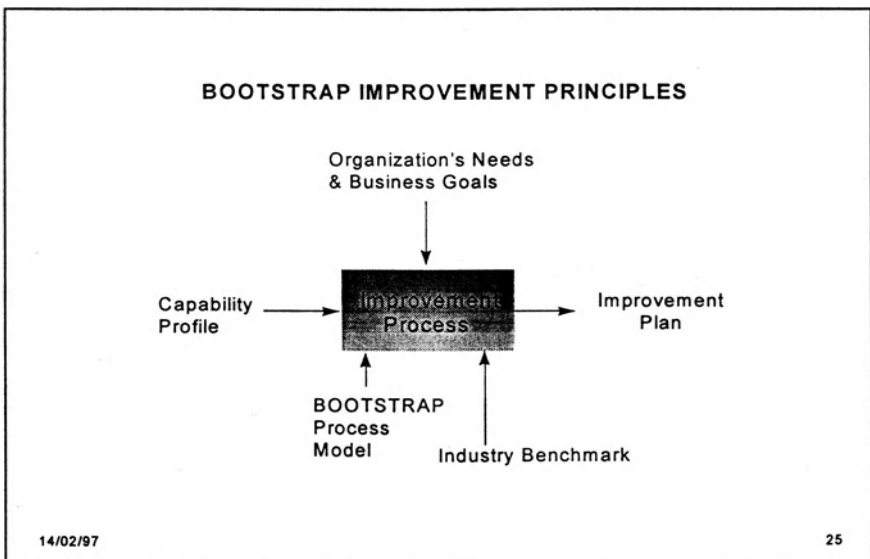 BOOTSTRAP IMPROVEMENT PRINCIPLES
Organization's Needs
& Business Goals
Capability
Profile
Improvement
Process
Improvement
Plan
BOOTSTRAP
Process
Model
Industry Benchmark
14/02/97
25